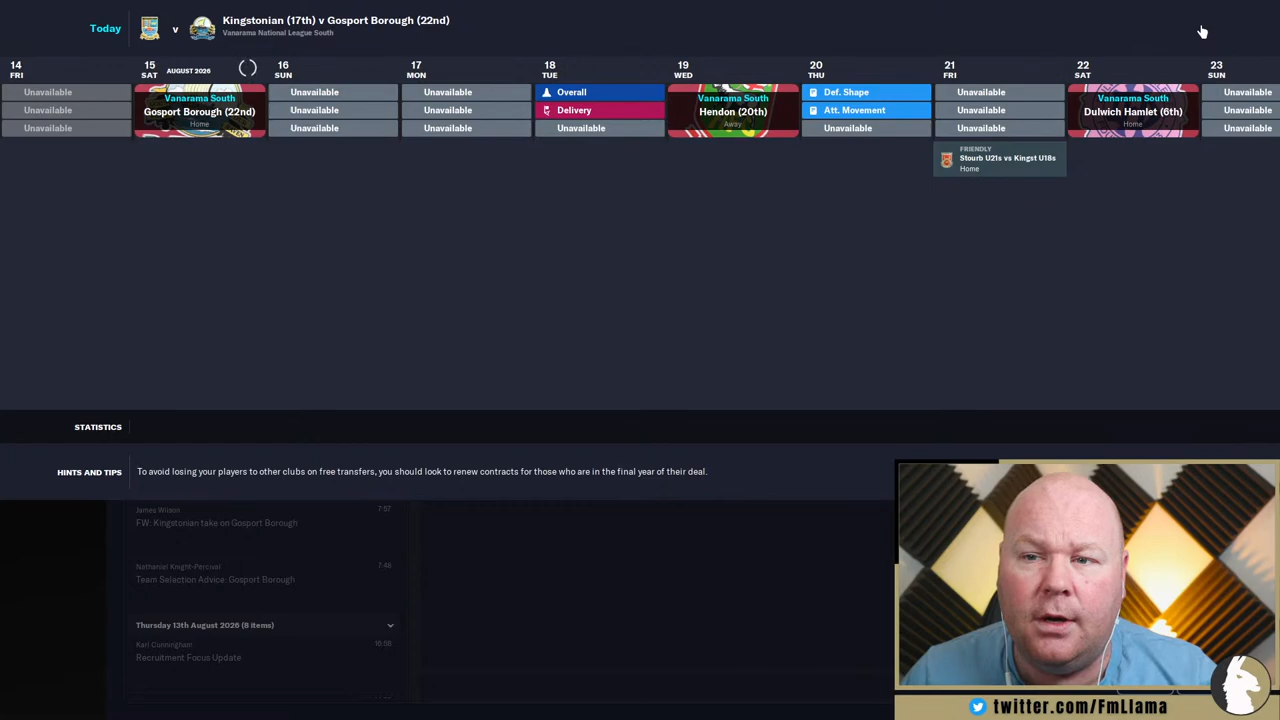 Today
v
Kingstonian (17th) v Gosport Borough (22nd)
Vanarama National League South
14
FRI
15
SAT
AUGUST 2026
16
SUN
17
MON
18
TUE
19
WED
20
THU
21
FRI
22
SAT
23
SUN
Unavailable
Unavailable
Unavailable
Vanarama South
Gosport Borough (22nd)
Home
Unavailable
Unavailable
Unavailable
Unavailable
Unavailable
Unavailable
Overall
Delivery
Unavailable
Vanarama South
Hendon (20th)
Away
Def. Shape
Att. Movement
Unavailable
Unavailable
Unavailable
Unavailable
FRIENDLY
Stourb U21s vs Kingst U18s
Home
Vanarama South
Dulwich Hamlet (6th)
Home
Unavailable
Unavailable
Unavailable
STATISTICS
HINTS AND TIPS
To avoid losing your players to other clubs on free transfers, you should look to renew contracts for those who are in the final year of their deal.
James Wilson
7:57
FW: Kingstonian take on Gosport Borough
Nathaniel Knight-Percival
7:46
Team Selection Advice: Gosport Borough
Thursday 13th August 2026 (8 items)
Karl Cunningham
16:56
Recruitment Focus Update
twitter.com/FmLlama